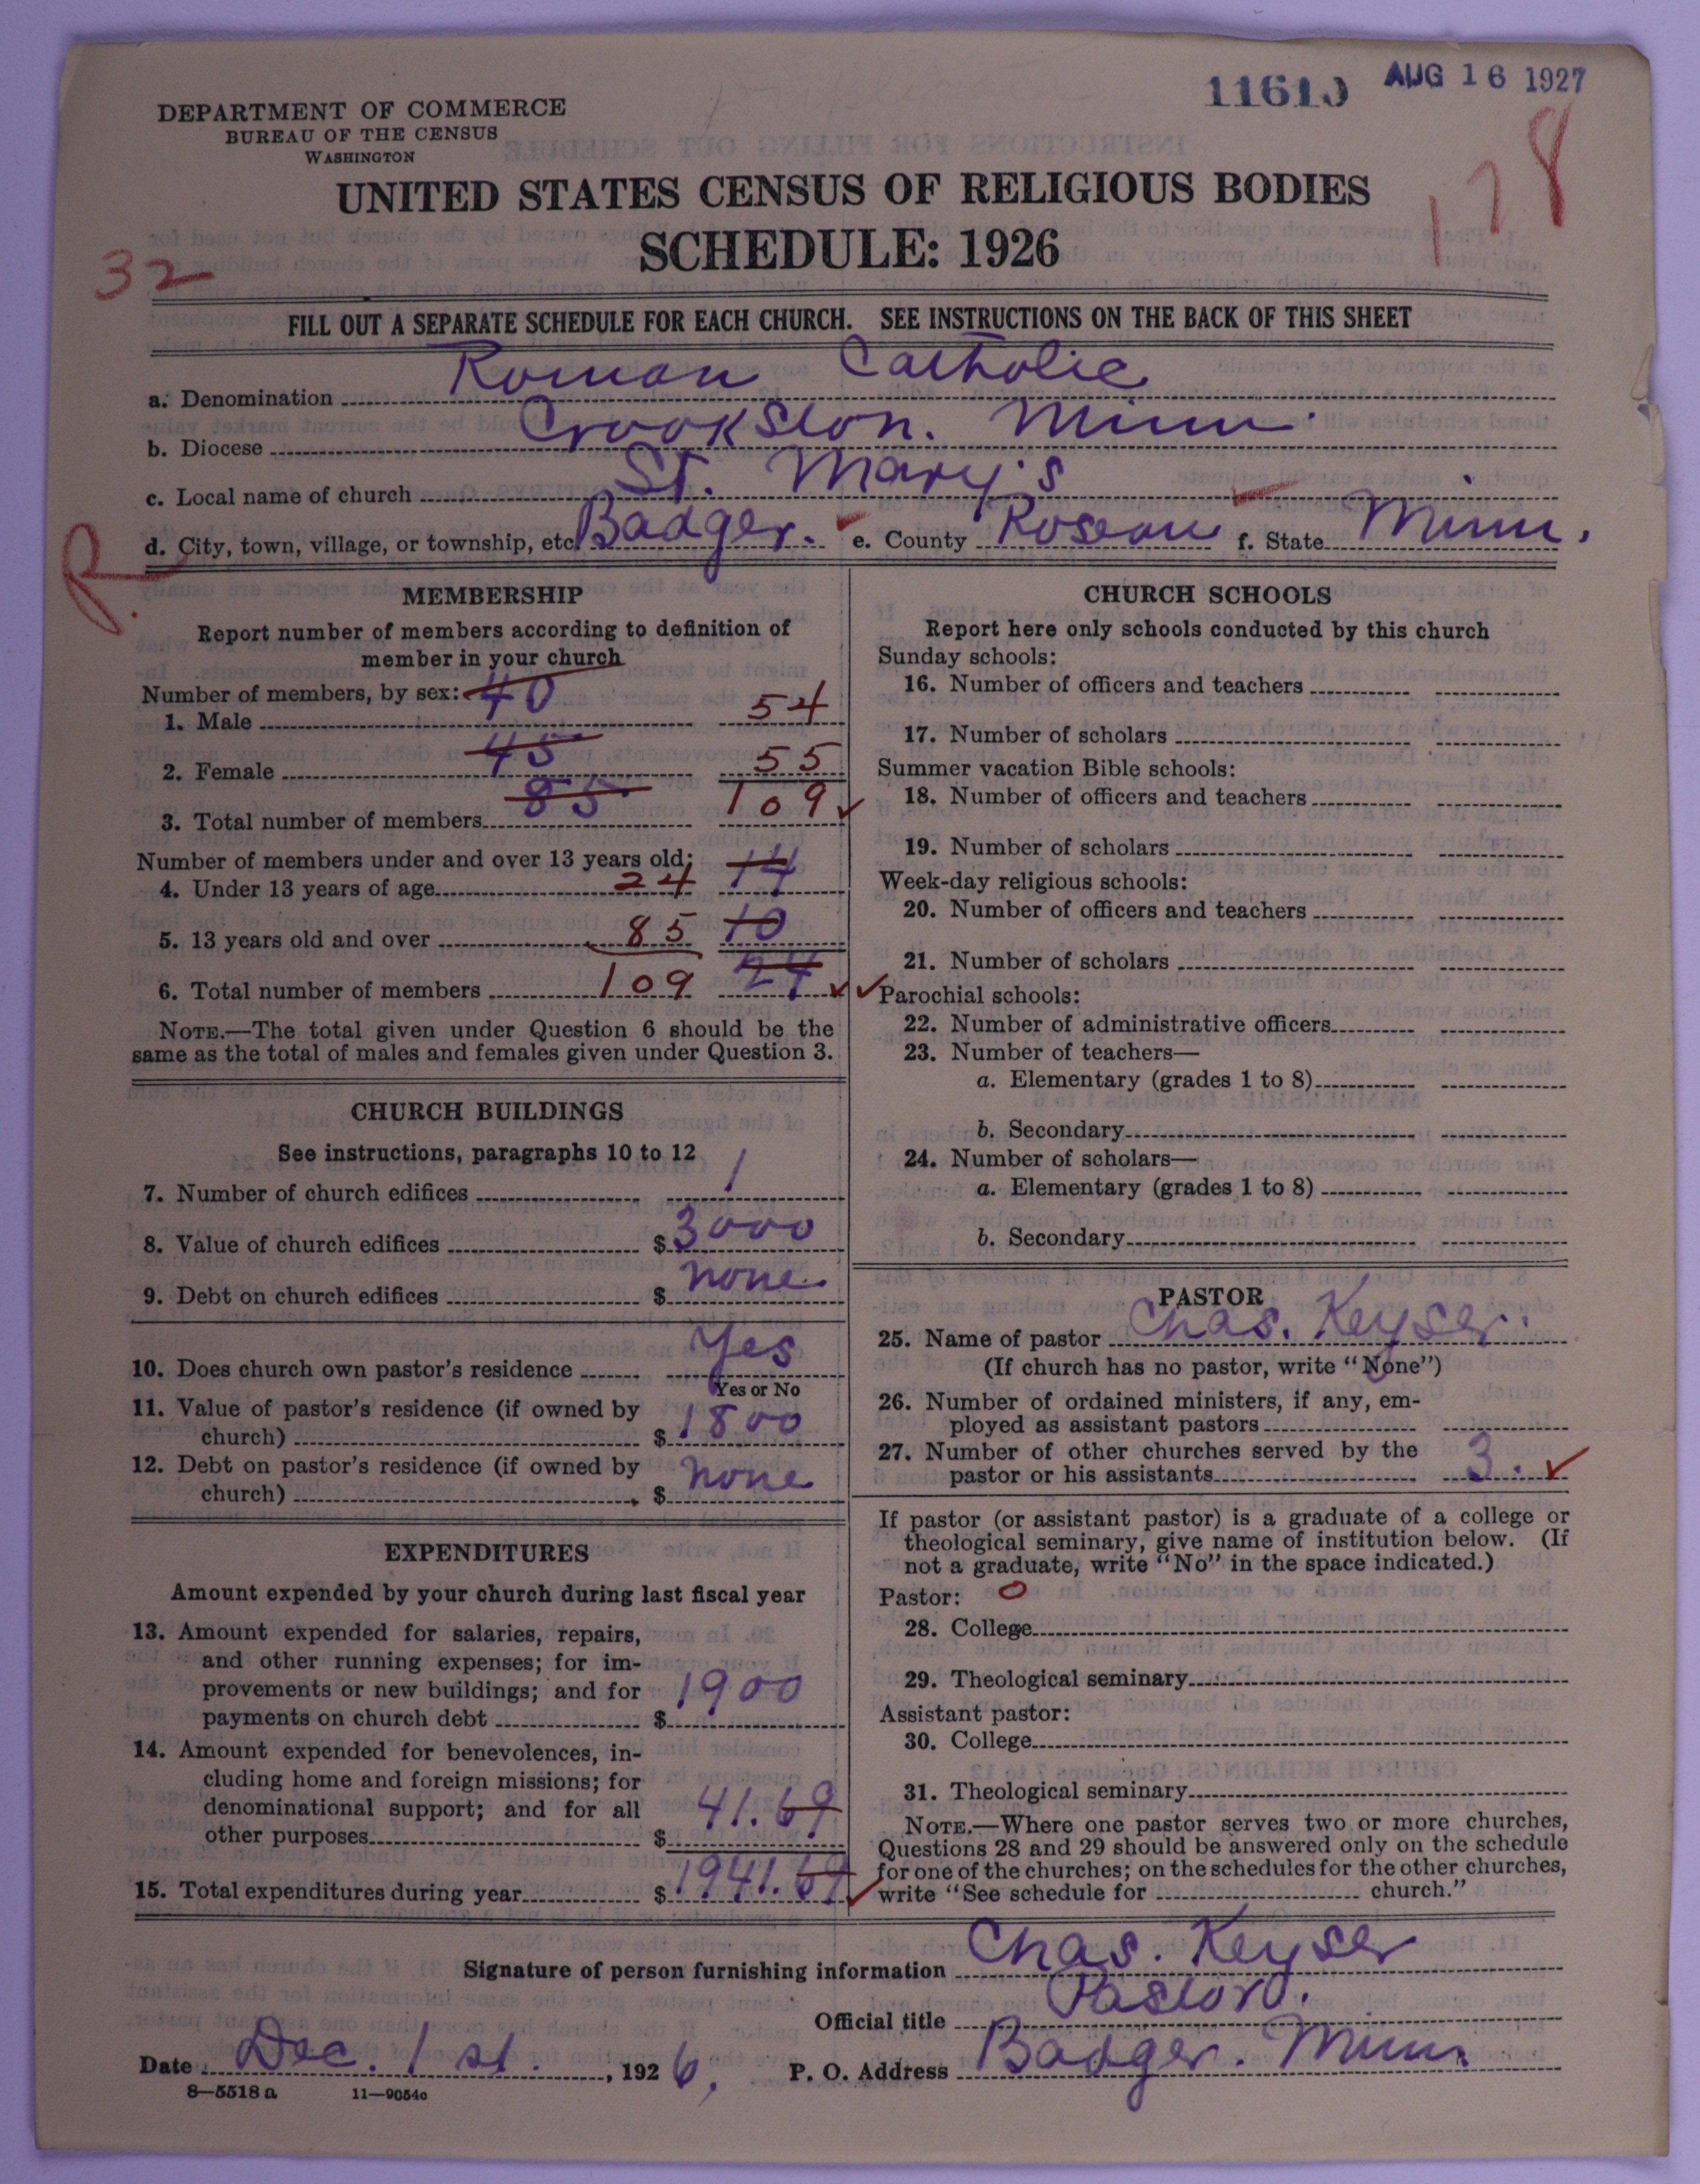 11610 AUG 16 1927
DEPARTMENT OF COMMERCE
BUREAU OF THE CENSUS
WASHINGTON
178
UNITED STATES CENSUS OF RELIGIOUS BODIES
SCHEDULE: 1926
32
FILL OUT A SEPARATE SCHEDULE FOR EACH CHURCH. SEE INSTRUCTIONS ON THE BACK OF THIS SHEET
a. Denomination Roman Catholic
b. Diocese Crookston. Minn.
c. Local name of church St. Mary's
d. City, town, village, or township, etc. Badger. e. County Roseau f. State Minn.
R.
MEMBERSHIP
Report number of members according to definition of
member in your church
Number of members, by sex: 40
1. Male 54
2. Female 45 55
3. Total number of members 85 109
Number of members under and over 13 years old:
4. Under 13 years of age 24 14
5. 13 years old and over 85 10
6. Total number of members 109 24
NOTE.—The total given under Question 6 should be the
same as the total of males and females given under Question 3.
CHURCH BUILDINGS
See instructions, paragraphs 10 to 12
7. Number of church edifices 1
8. Value of church edifices $ 3000
9. Debt on church edifices $ none
10. Does church own pastor's residence Yes
Yes or No
11. Value of pastor's residence (if owned by
church) $ 1800
12. Debt on pastor's residence (if owned by
church) $ none
EXPENDITURES
Amount expended by your church during last fiscal year
13. Amount expended for salaries, repairs,
and other running expenses; for im-
provements or new buildings; and for
payments on church debt $ 1900
14. Amount expended for benevolences, in-
cluding home and foreign missions; for
denominational support; and for all
other purposes $ 41.69
15. Total expenditures during year $ 1941.69
CHURCH SCHOOLS
Report here only schools conducted by this church
Sunday schools:
16. Number of officers and teachers
17. Number of scholars
Summer vacation Bible schools:
18. Number of officers and teachers
19. Number of scholars
Week-day religious schools:
20. Number of officers and teachers
21. Number of scholars
Parochial schools:
22. Number of administrative officers
23. Number of teachers—
a. Elementary (grades 1 to 8)
b. Secondary
24. Number of scholars—
a. Elementary (grades 1 to 8)
b. Secondary
PASTOR
25. Name of pastor Chas. Keyser.
(If church has no pastor, write "None")
26. Number of ordained ministers, if any, em-
ployed as assistant pastors
27. Number of other churches served by the
pastor or his assistants 3.
If pastor (or assistant pastor) is a graduate of a college or
theological seminary, give name of institution below. (If
not a graduate, write "No" in the space indicated.)
Pastor: 0
28. College
29. Theological seminary
Assistant pastor:
30. College
31. Theological seminary
NOTE.—Where one pastor serves two or more churches,
Questions 28 and 29 should be answered only on the schedule
for one of the churches; on the schedules for the other churches,
write "See schedule for church."
Signature of person furnishing information Chas. Keyser
Official title Pastor.
Date Dec. 1st. , 1926, P. O. Address Badger. Minn.
8—5518 a 11—9054c